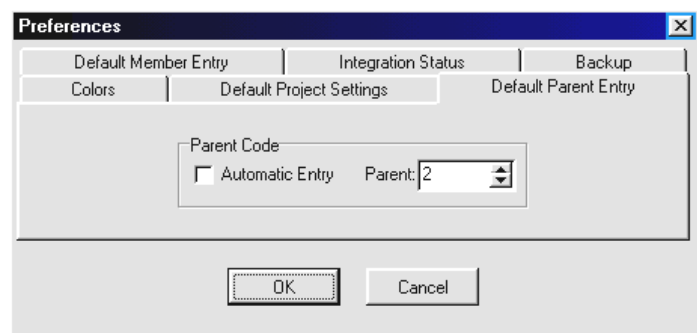 Preferences
Default Member Entry Integration Status Backup
Colors Default Project Settings Default Parent Entry
Parent Code
Automatic Entry Parent: 2
OK Cancel